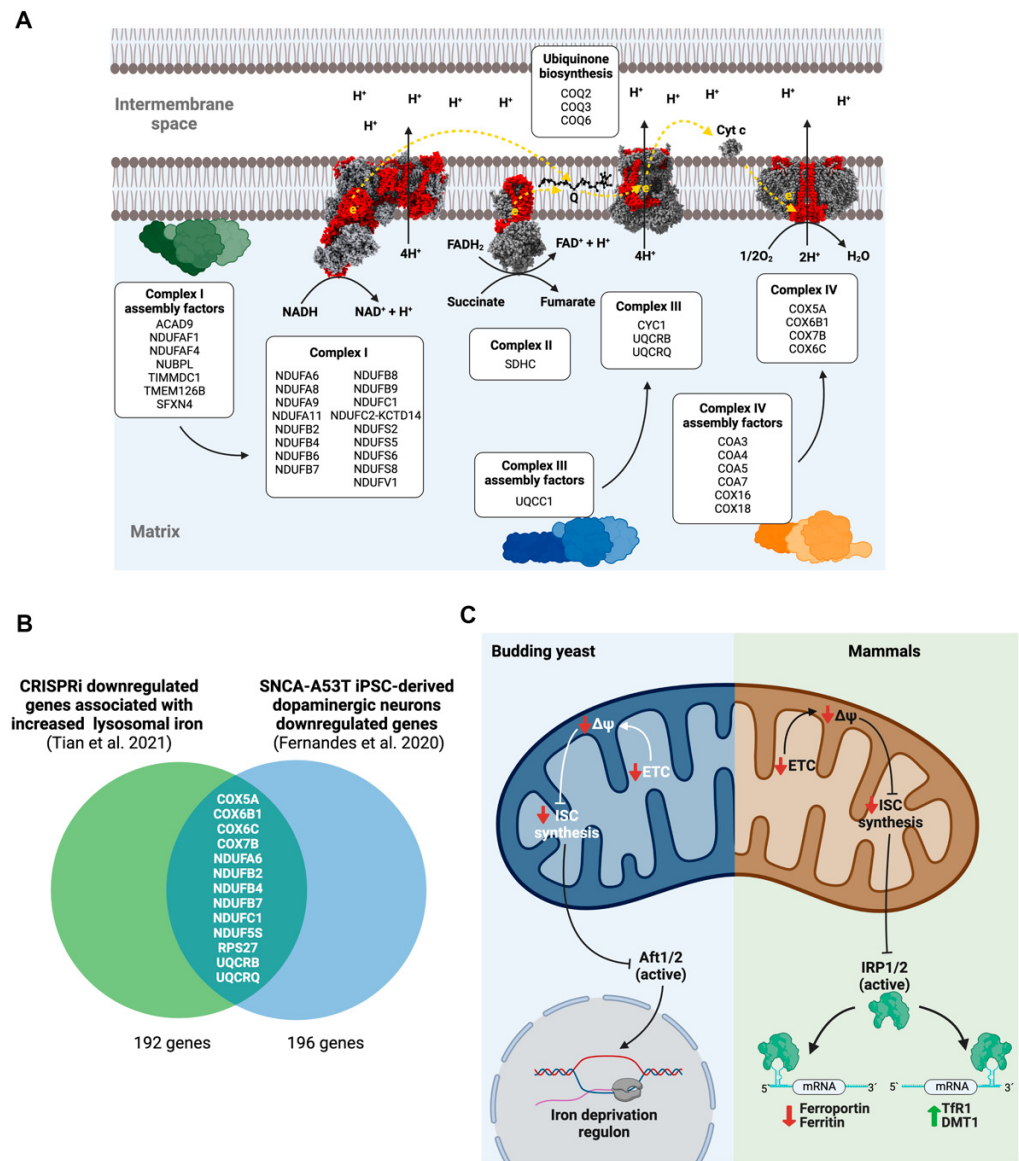 A
Ubiquinone
biosynthesis
COQ2
COQ3
COQ6
Intermembrane
space
H⁺
H⁺
H⁺
H⁺
H⁺
H⁺
H⁺
H⁺
H⁺
H⁺
Cyt c
e
e
Q
e
e
4H⁺
FADH₂
FAD⁺ + H⁺
4H⁺
1/2O₂
2H⁺
H₂O
NADH
NAD⁺ + H⁺
Succinate
Fumarate
Complex I
assembly factors
ACAD9
NDUFAF1
NDUFAF4
NUBPL
TIMMDC1
TMEM126B
SFXN4
Complex I
NDUFA6
NDUFA8
NDUFA9
NDUFA11
NDUFB2
NDUFB4
NDUFB6
NDUFB7
NDUFB8
NDUFB9
NDUFC1
NDUFC2-KCTD14
NDUFS2
NDUFS5
NDUFS6
NDUFS8
NDUFV1
Complex II
SDHC
Complex III
CYC1
UQCRB
UQCRQ
Complex IV
COX5A
COX6B1
COX7B
COX6C
Complex III
assembly factors
UQCC1
Complex IV
assembly factors
COA3
COA4
COA5
COA7
COX16
COX18
Matrix
B
CRISPRi downregulated
genes associated with
increased lysosomal iron
(Tian et al. 2021)
SNCA-A53T iPSC-derived
dopaminergic neurons
downregulated genes
(Fernandes et al. 2020)
COX5A
COX6B1
COX6C
COX7B
NDUFA6
NDUFB2
NDUFB4
NDUFB7
NDUFC1
NDUF5S
RPS27
UQCRB
UQCRQ
192 genes
196 genes
C
Budding yeast
Δψ
ETC
ISC
synthesis
Aft1/2
(active)
Iron deprivation
regulon
Mammals
Δψ
ETC
ISC
synthesis
IRP1/2
(active)
5´
mRNA
3´
Ferroportin
Ferritin
5´
mRNA
3´
TfR1
DMT1